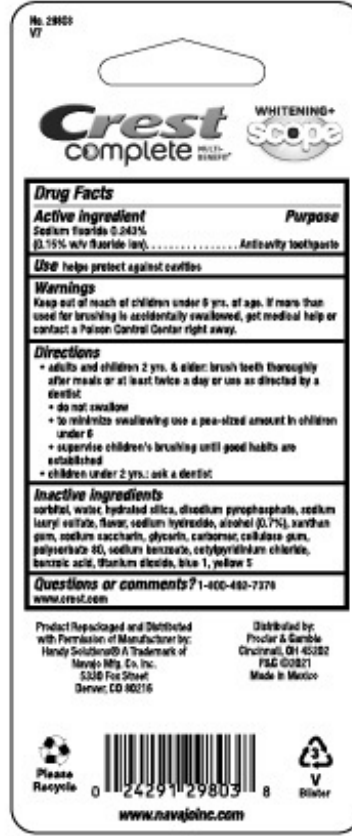 No. 29803
V7
Crest
complete MULTI-
BENEFIT
WHITENING+
scope
Drug Facts
Active ingredient Purpose
Sodium fluoride 0.243%
(0.15% w/v fluoride ion)....................Anticavity toothpaste
Use helps protect against cavities
Warnings
Keep out of reach of children under 6 yrs. of age. If more than
used for brushing is accidentally swallowed, get medical help or
contact a Poison Control Center right away.
Directions
• adults and children 2 yrs. & older: brush teeth thoroughly
after meals or at least twice a day or use as directed by a
dentist
• do not swallow
• to minimize swallowing use a pea-sized amount in children
under 6
• supervise children's brushing until good habits are
established
• children under 2 yrs.: ask a dentist
Inactive ingredients
sorbitol, water, hydrated silica, disodium pyrophosphate, sodium
lauryl sulfate, flavor, sodium hydroxide, alcohol (0.7%), xanthan
gum, sodium saccharin, glycerin, carbomer, cellulose gum,
polysorbate 80, sodium benzoate, cetylpyridinium chloride,
benzoic acid, titanium dioxide, blue 1, yellow 5
Questions or comments? 1-800-492-7378
www.crest.com
Product Repackaged and Distributed
with Permission of Manufacturer by:
Handy Solutions® A Trademark of
Navajo Mfg. Co. Inc.
5330 Fox Street
Denver, CO 80216
Distributed by:
Procter & Gamble
Cincinnati, OH 45202
P&G ©2021
Made in Mexico
Please
Recycle
0 24291 29803 8
3
V
Blister
www.navajoinc.com